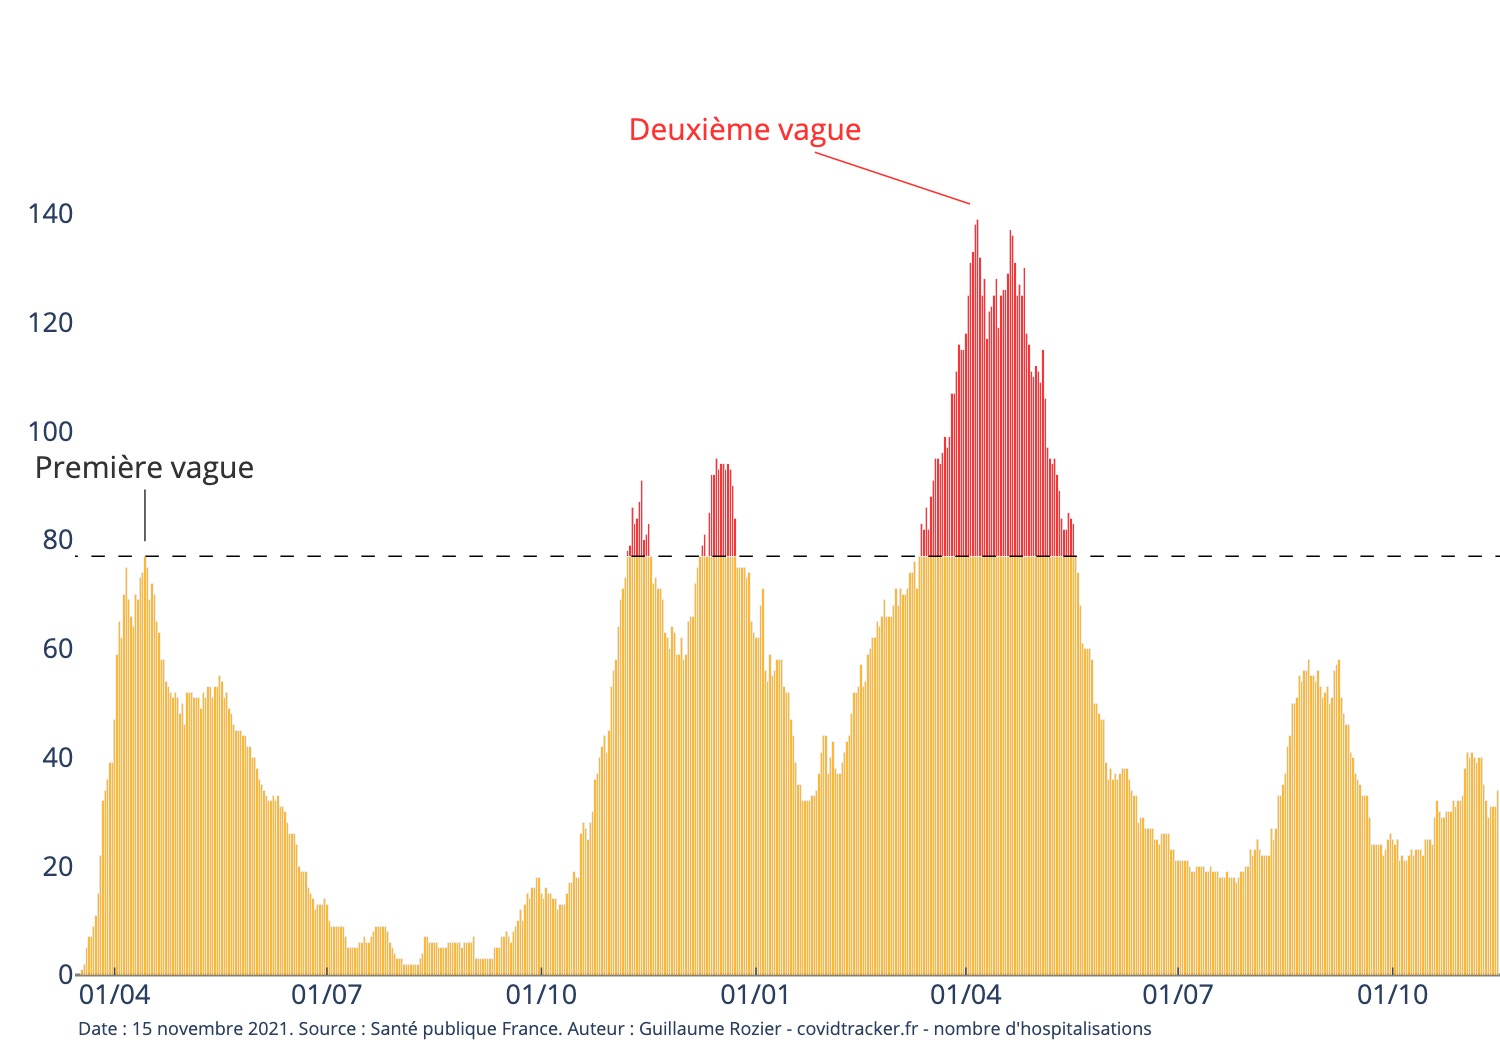 Deuxième vague
140
120
100
Première vague
80
60
40
20
0
01/04 01/07 01/10 01/01 01/04 01/07 01/10
Date : 15 novembre 2021. Source : Santé publique France. Auteur : Guillaume Rozier - covidtracker.fr - nombre d'hospitalisations